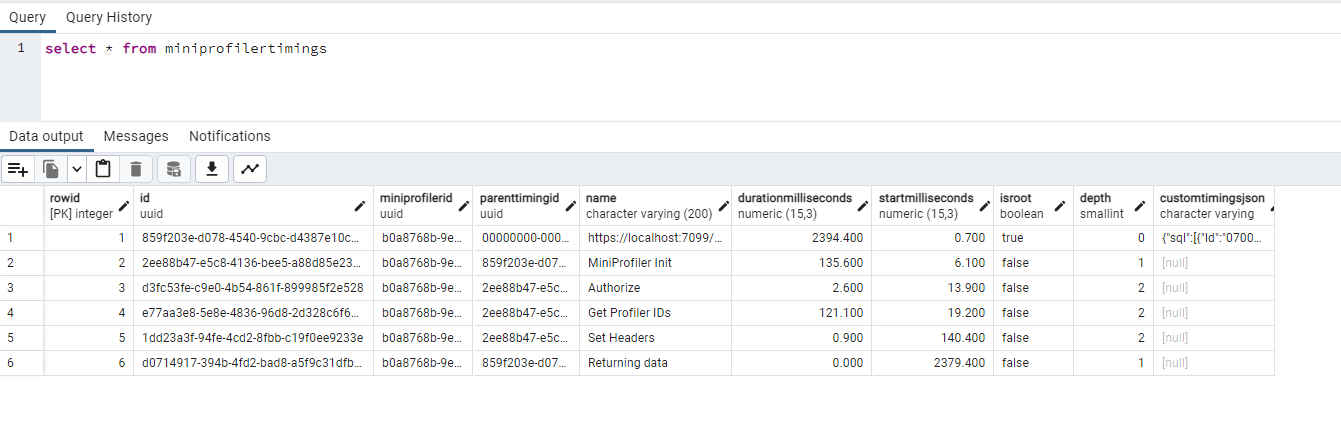 Query Query History
1 select * from miniprofilertimings
Data output Messages Notifications
rowid id miniprofilerid parenttimingid name durationmilliseconds startmilliseconds isroot depth customtimingsjson
[PK] integer uuid uuid uuid character varying (200) numeric (15,3) numeric (15,3) boolean smallint character varying
1 1 859f203e-d078-4540-9cbc-d4387e10c... b0a8768b-9e... 00000000-000... https://localhost:7099/... 2394.400 0.700 true 0 {"sql":[{"Id":"0700...
2 2 2ee88b47-e5c8-4136-bee5-a88d85e23... b0a8768b-9e... 859f203e-d07... MiniProfiler Init 135.600 6.100 false 1 [null]
3 3 d3fc53fe-c9e0-4b54-861f-899985f2e528 b0a8768b-9e... 2ee88b47-e5c... Authorize 2.600 13.900 false 2 [null]
4 4 e77aa3e8-5e8e-4836-96d8-2d328c6f6... b0a8768b-9e... 2ee88b47-e5c... Get Profiler IDs 121.100 19.200 false 2 [null]
5 5 1dd23a3f-94fe-4cd2-8fbb-c19f0ee9233e b0a8768b-9e... 2ee88b47-e5c... Set Headers 0.900 140.400 false 2 [null]
6 6 d0714917-394b-4fd2-bad8-a5f9c31dfb... b0a8768b-9e... 859f203e-d07... Returning data 0.000 2379.400 false 1 [null]